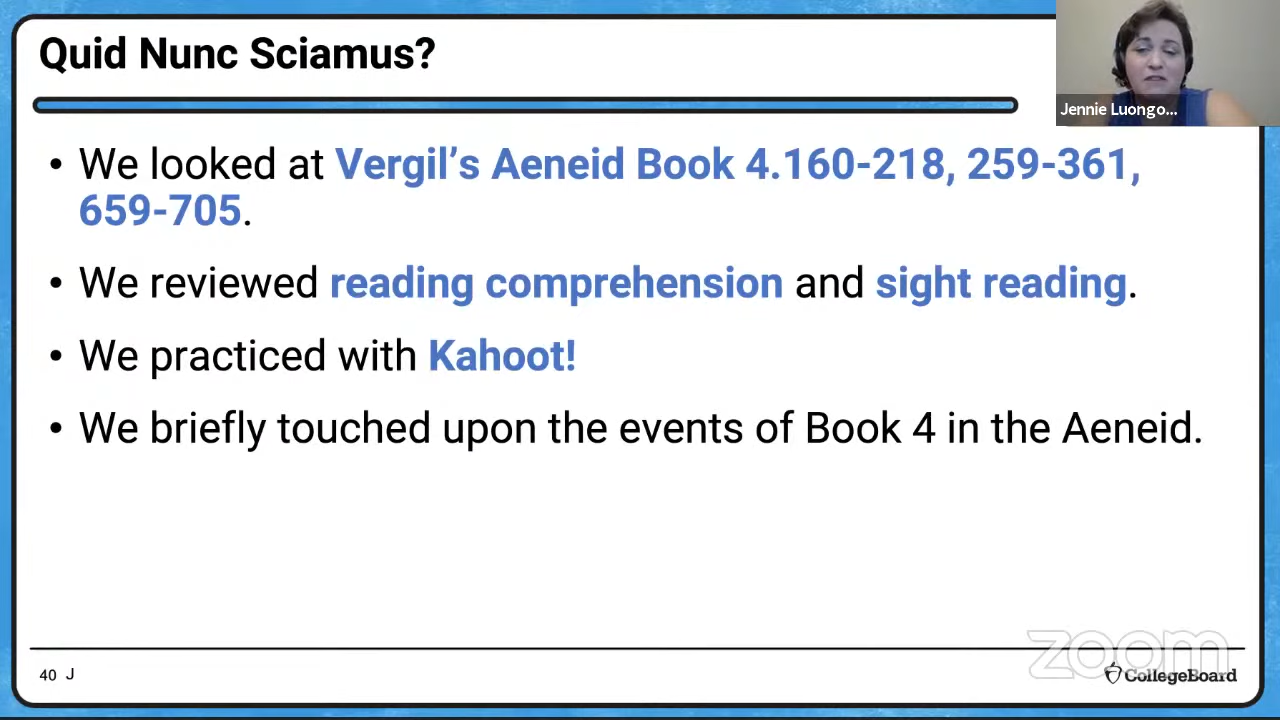 Quid Nunc Sciamus?
Jennie Luongo...
• We looked at Vergil’s Aeneid Book 4.160-218, 259-361,
659-705.
• We reviewed reading comprehension and sight reading.
• We practiced with Kahoot!
• We briefly touched upon the events of Book 4 in the Aeneid.
zoom
40 J
CollegeBoard